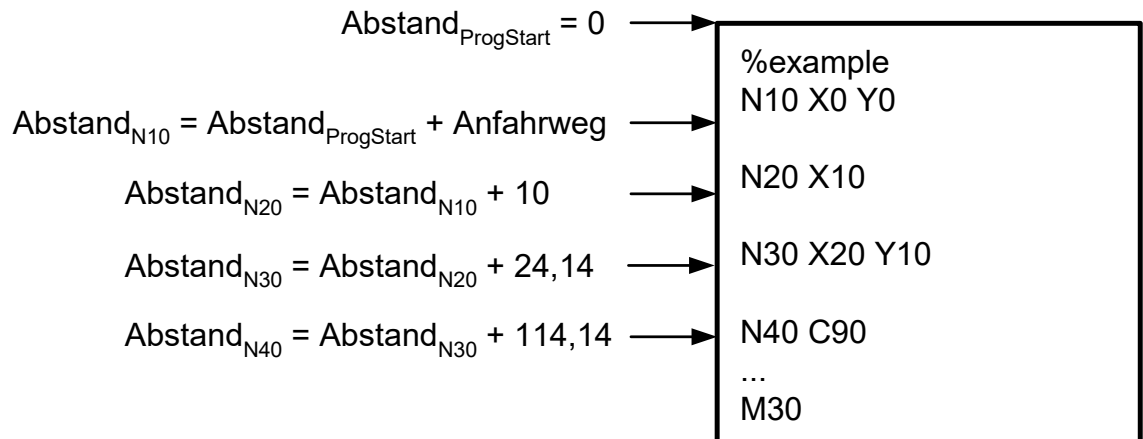 Abstand_ProgStart = 0
%example
N10 X0 Y0
Abstand_N10 = Abstand_ProgStart + Anfahrweg
N20 X10
Abstand_N20 = Abstand_N10 + 10
N30 X20 Y10
Abstand_N30 = Abstand_N20 + 24,14
N40 C90
Abstand_N40 = Abstand_N30 + 114,14
...
M30